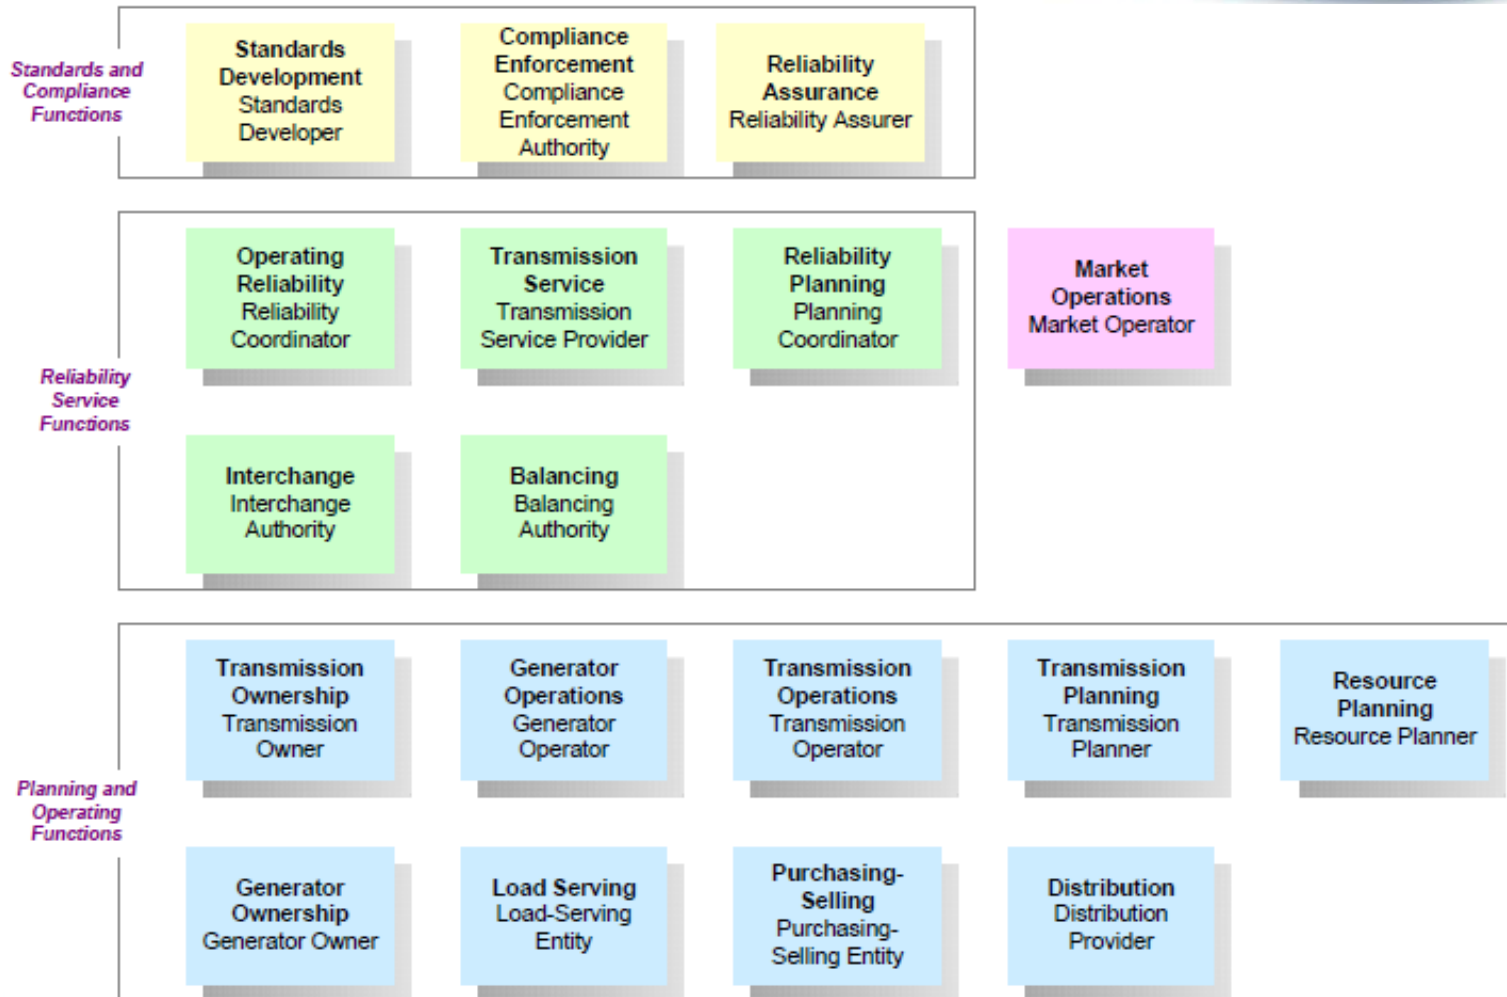 Standards and
Compliance
Functions
Standards
Development
Standards
Developer
Compliance
Enforcement
Compliance
Enforcement
Authority
Reliability
Assurance
Reliability Assurer
Reliability
Service
Functions
Operating
Reliability
Reliability
Coordinator
Transmission
Service
Transmission
Service Provider
Reliability
Planning
Planning
Coordinator
Market
Operations
Market Operator
Interchange
Interchange
Authority
Balancing
Balancing
Authority
Planning and
Operating
Functions
Transmission
Ownership
Transmission
Owner
Generator
Operations
Generator
Operator
Transmission
Operations
Transmission
Operator
Transmission
Planning
Transmission
Planner
Resource
Planning
Resource Planner
Generator
Ownership
Generator Owner
Load Serving
Load-Serving
Entity
Purchasing-
Selling
Purchasing-
Selling Entity
Distribution
Distribution
Provider